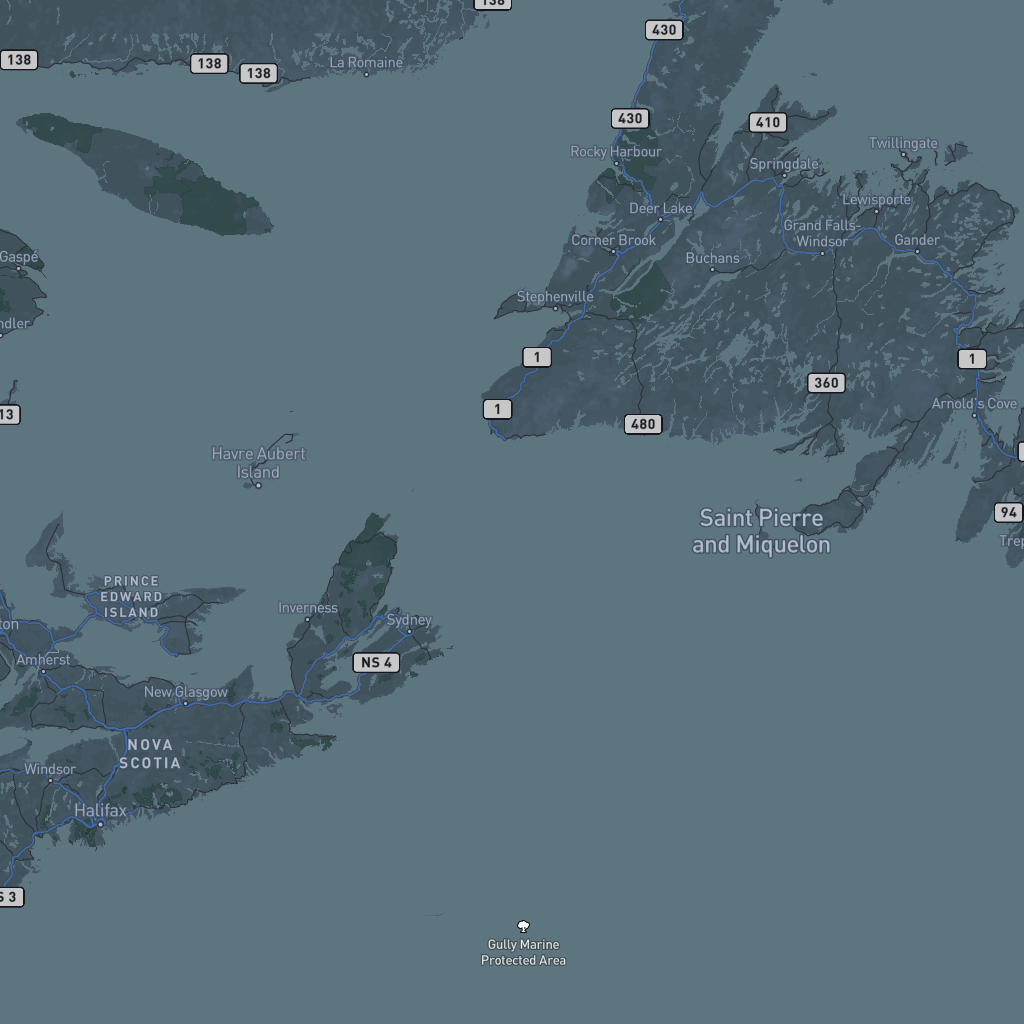 138
430
138
138
138
La Romaine
430
410
Twillingate
Rocky Harbour
Springdale
Lewisporte
Deer Lake
Grand Falls-
Windsor
Corner Brook
Gander
Gaspé
Buchans
Stephenville
ndler
1
1
360
13
1
Arnold's Cove
480
Havre Aubert
Island
94
Saint Pierre
and Miquelon
Trep
PRINCE
EDWARD
ISLAND
Inverness
Sydney
ton
Amherst
NS 4
New Glasgow
NOVA
SCOTIA
Windsor
Halifax
S 3
Gully Marine
Protected Area